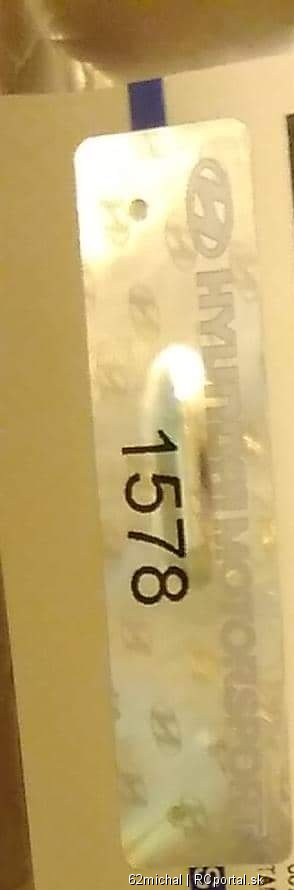 HYUNDAI MOTORSPORT
1578
62michal | RCportal.sk